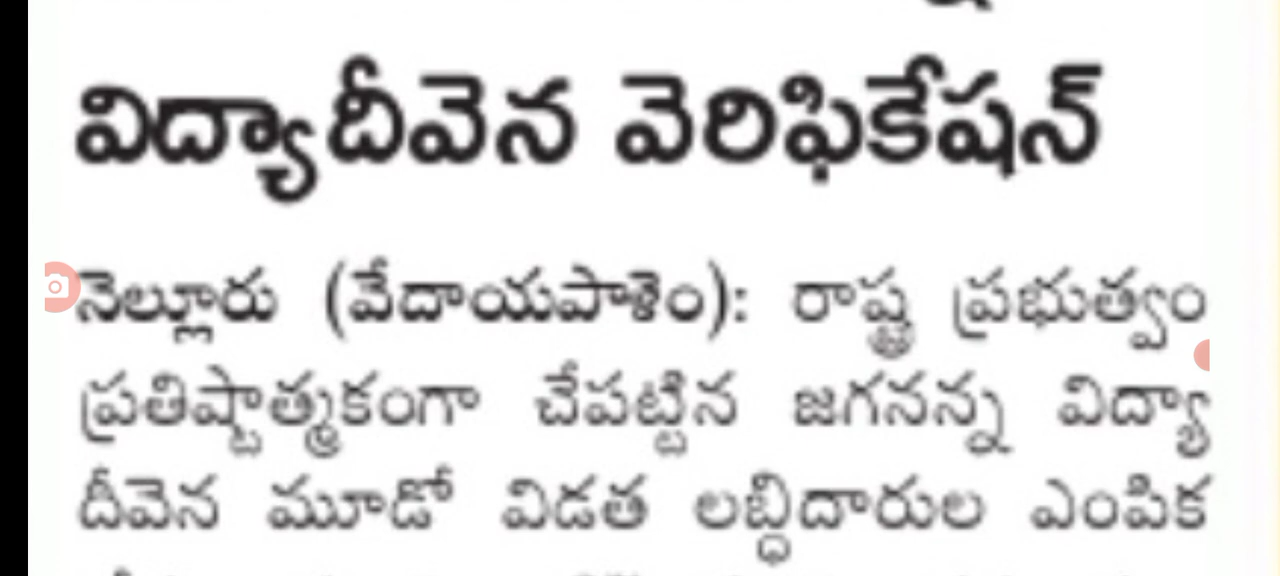 విద్యాదీవెన వెరిఫికేషన్
నెల్లూరు (వేదాయపాళెం): రాష్ట్ర ప్రభుత్వం
ప్రతిష్టాత్మకంగా చేపట్టిన జగనన్న విద్యా
దీవెన మూడో విడత లబ్ధిదారుల ఎంపిక